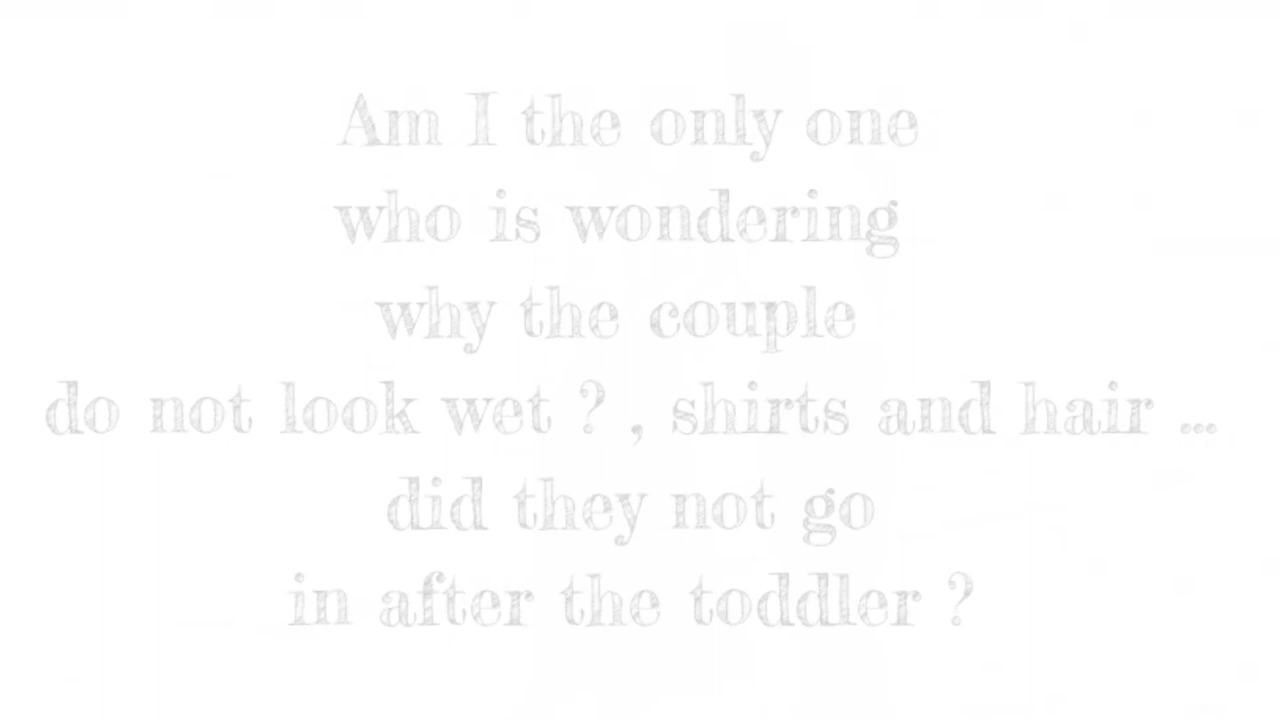 Am I the only one
who is wondering
why the couple
do not look wet ? , shirts and hair ...
did they not go
in after the toddler ?